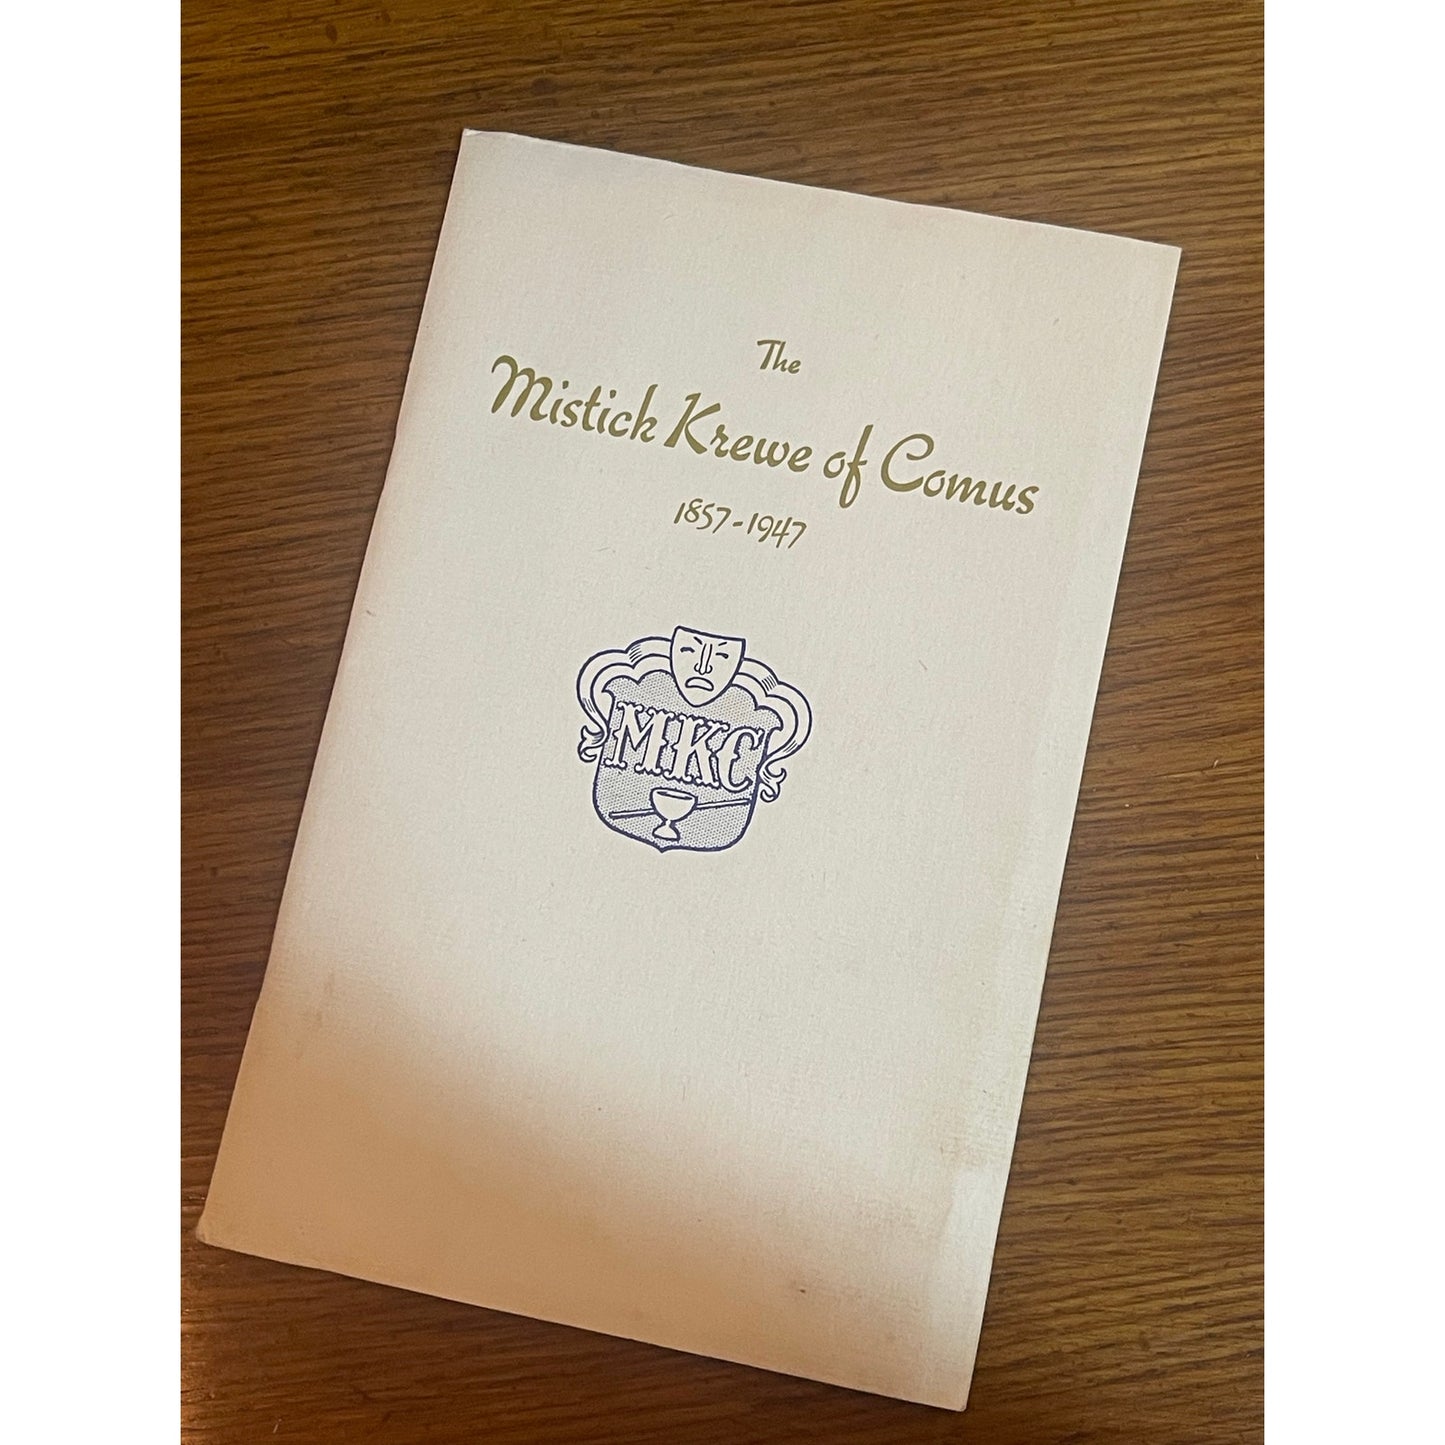 The
Mistick Krewe of Comus
1857-1947
MKC